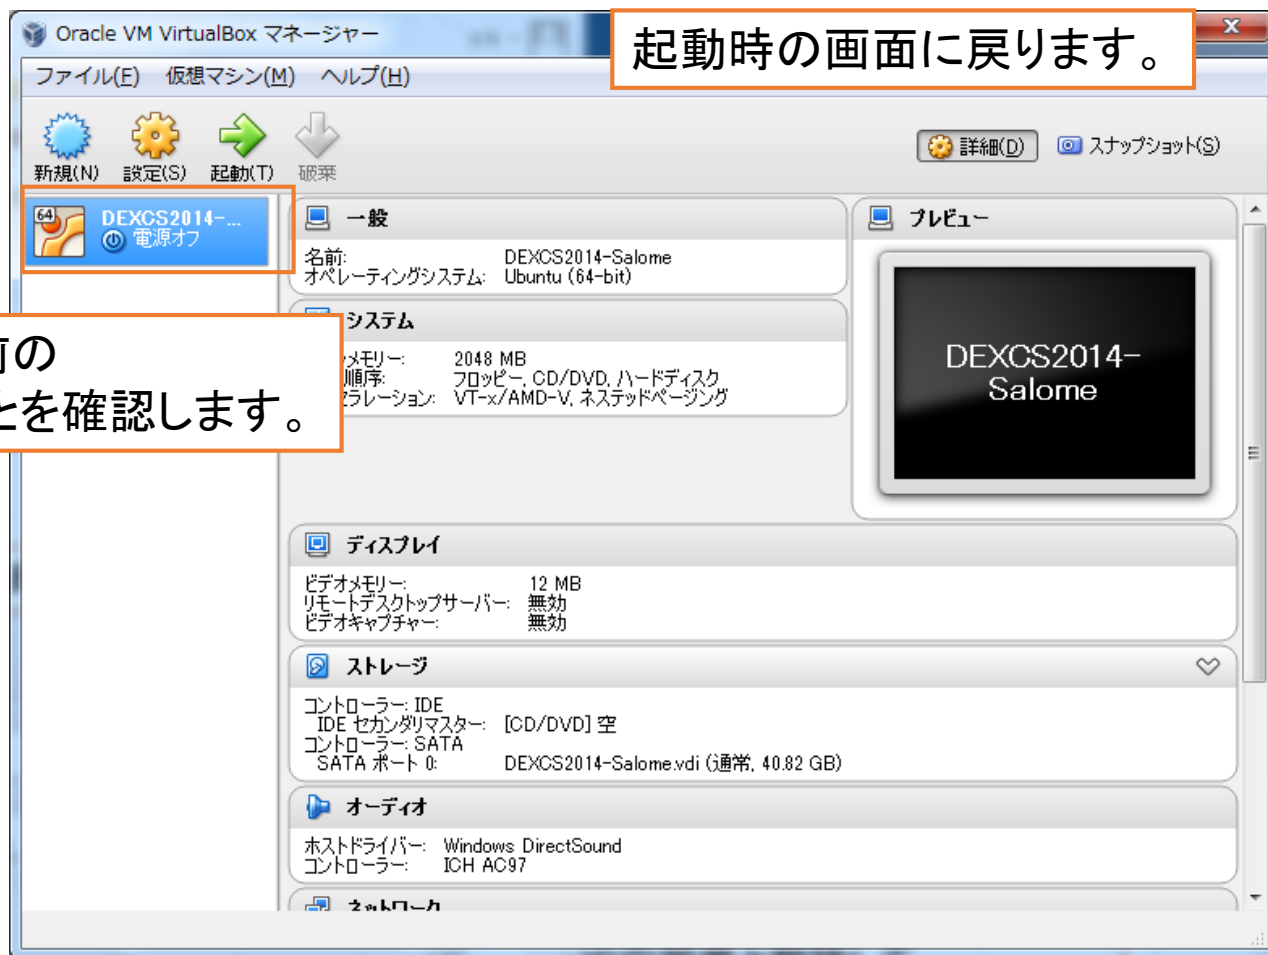 Oracle VM VirtualBox マネージャー
起動時の画面に戻ります。
ファイル(F) 仮想マシン(M) ヘルプ(H)
新規(N) 設定(S) 起動(T) 破棄
詳細(D) スナップショット(S)
64
DEXCS2014-...
電源オフ
一般
名前: DEXCS2014-Salome
オペレーティングシステム: Ubuntu (64-bit)
プレビュー
DEXCS2014-
Salome
システム
メモリー: 2048 MB
順序: フロッピー, CD/DVD, ハードディスク
ラレーション: VT-x/AMD-V, ネステッドページング
前の
とを確認します。
ディスプレイ
ビデオメモリー: 12 MB
リモートデスクトップサーバー: 無効
ビデオキャプチャー: 無効
ストレージ
コントローラー: IDE
IDE セカンダリマスター: [CD/DVD] 空
コントローラー: SATA
SATA ポート 0: DEXCS2014-Salome.vdi (通常, 40.82 GB)
オーディオ
ホストドライバー: Windows DirectSound
コントローラー: ICH AC97
ネットワーク